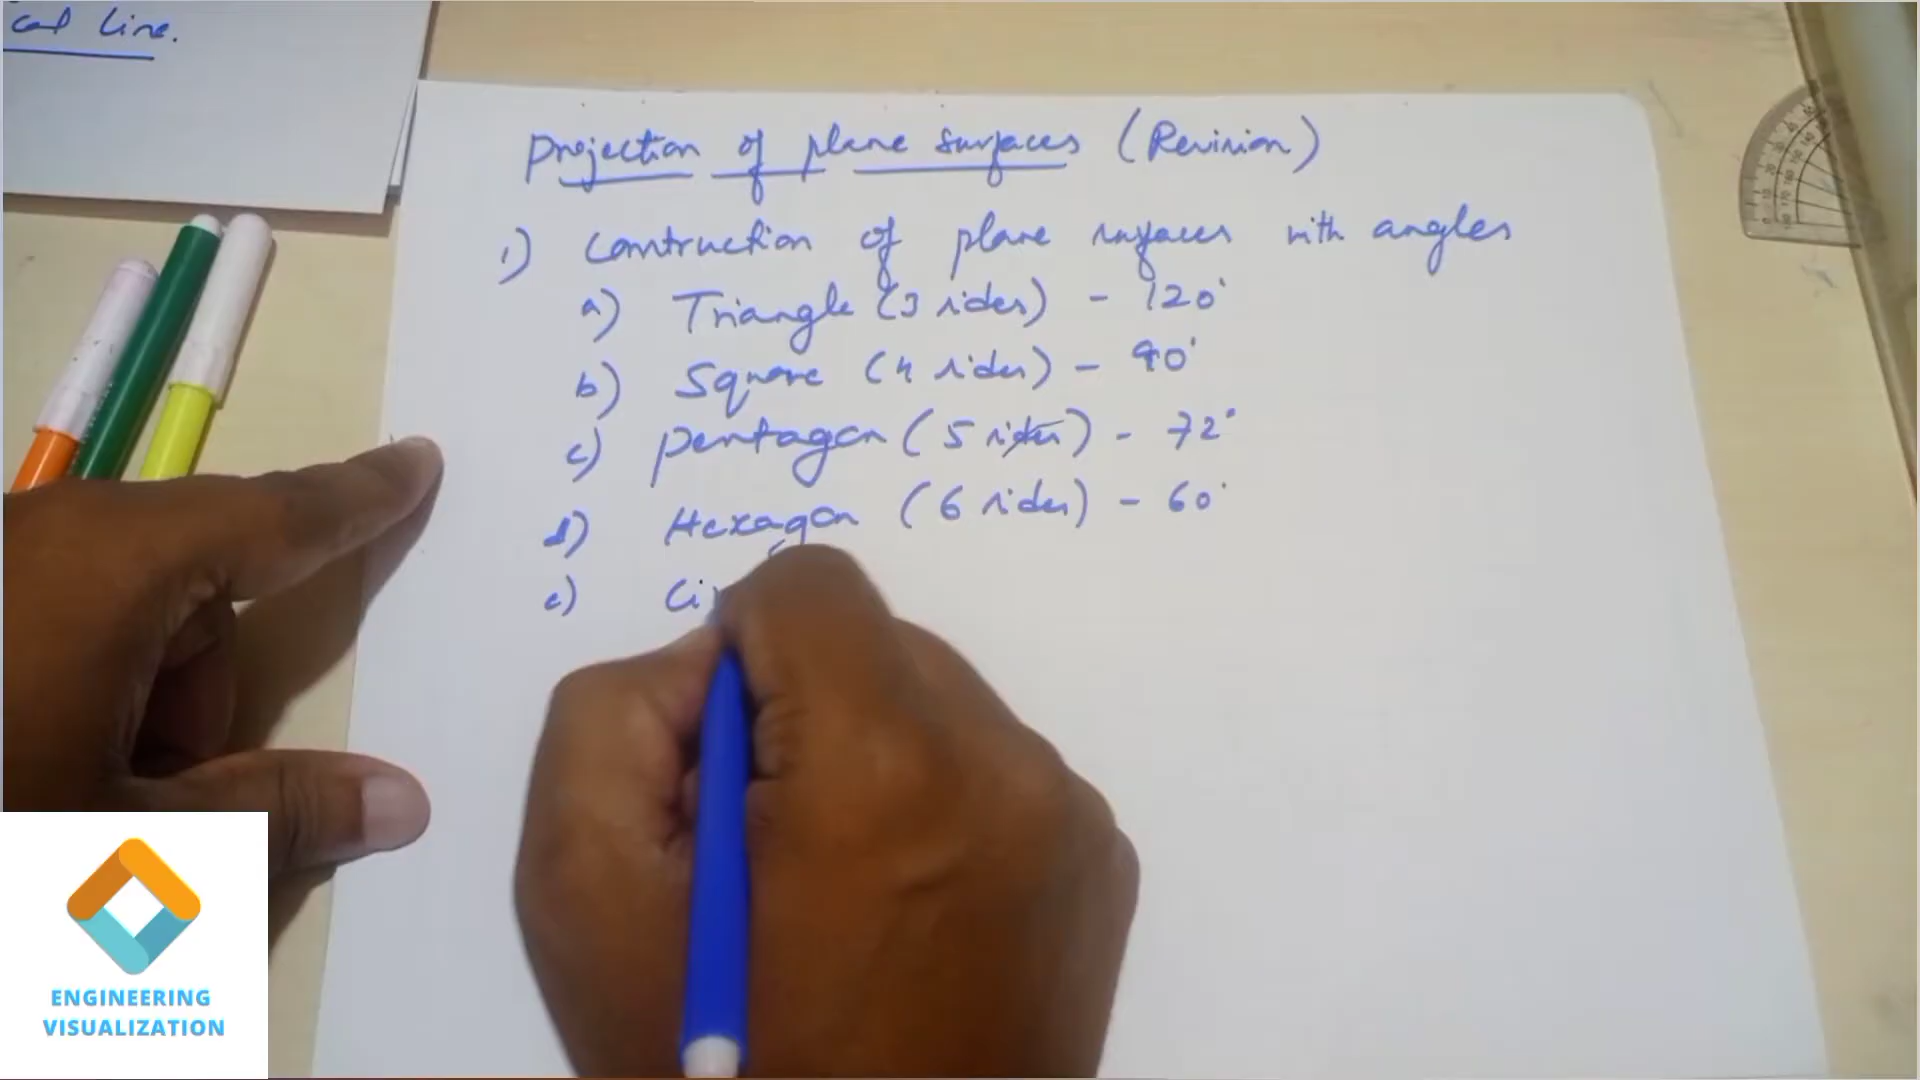 cal Line.
Projection of plane surfaces (Revision)
1) Construction of plane surfaces with angles
a) Triangle (3 sides) - 120°
b) Square (4 sides) - 90°
c) Pentagon (5 sides) - 72°
d) Hexagon (6 sides) - 60°
e) Cir
ENGINEERING
VISUALIZATION